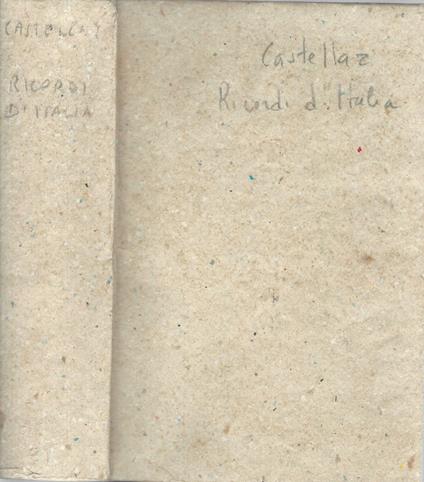 CASTELLAZ
RICORDI
D'ITALIA
Castellaz
Ricordi d'Italia